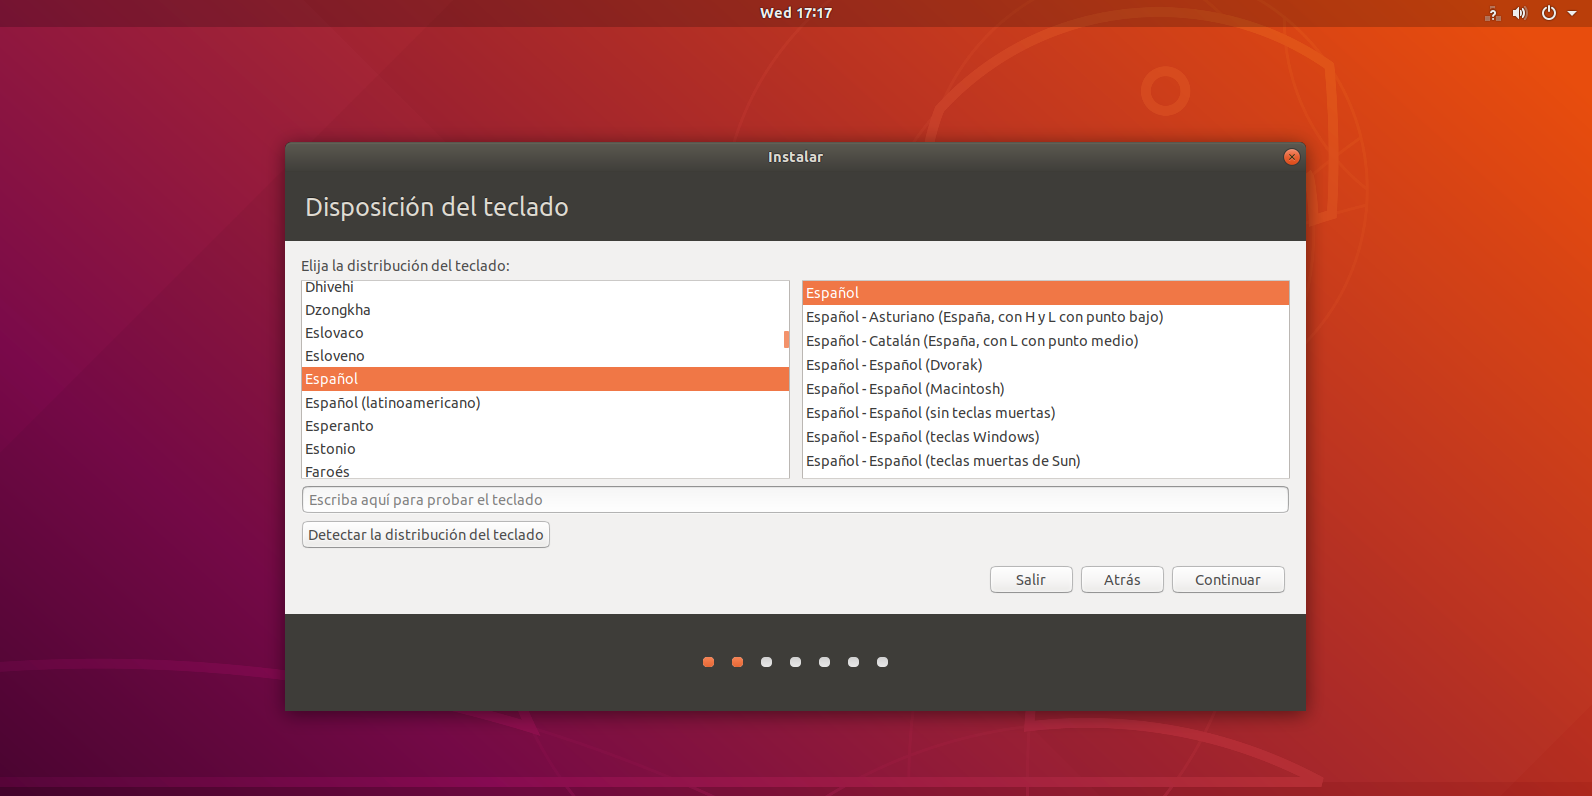 Wed 17:17
Instalar
Disposición del teclado
Elija la distribución del teclado:
Dhivehi
Dzongkha
Eslovaco
Esloveno
Español
Español (latinoamericano)
Esperanto
Estonio
Faroés
Español
Español - Asturiano (España, con H y L con punto bajo)
Español - Catalán (España, con L con punto medio)
Español - Español (Dvorak)
Español - Español (Macintosh)
Español - Español (sin teclas muertas)
Español - Español (teclas Windows)
Español - Español (teclas muertas de Sun)
Escriba aquí para probar el teclado
Detectar la distribución del teclado
Salir Atrás Continuar